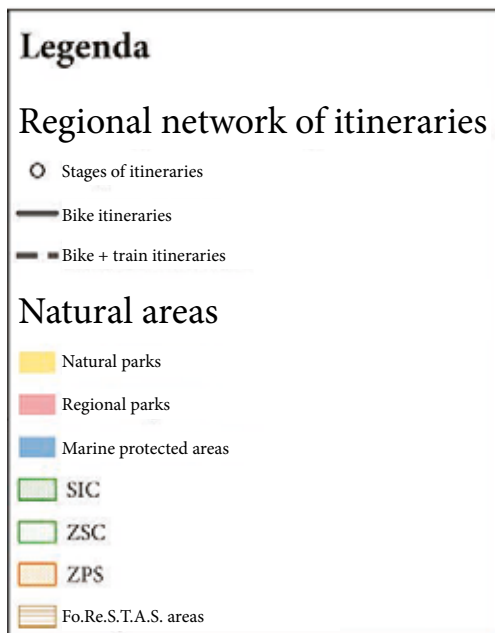 Legenda
Regional network of itineraries
Stages of itineraries
Bike itineraries
Bike + train itineraries
Natural areas
Natural parks
Regional parks
Marine protected areas
SIC
ZSC
ZPS
Fo.Re.S.T.A.S. areas